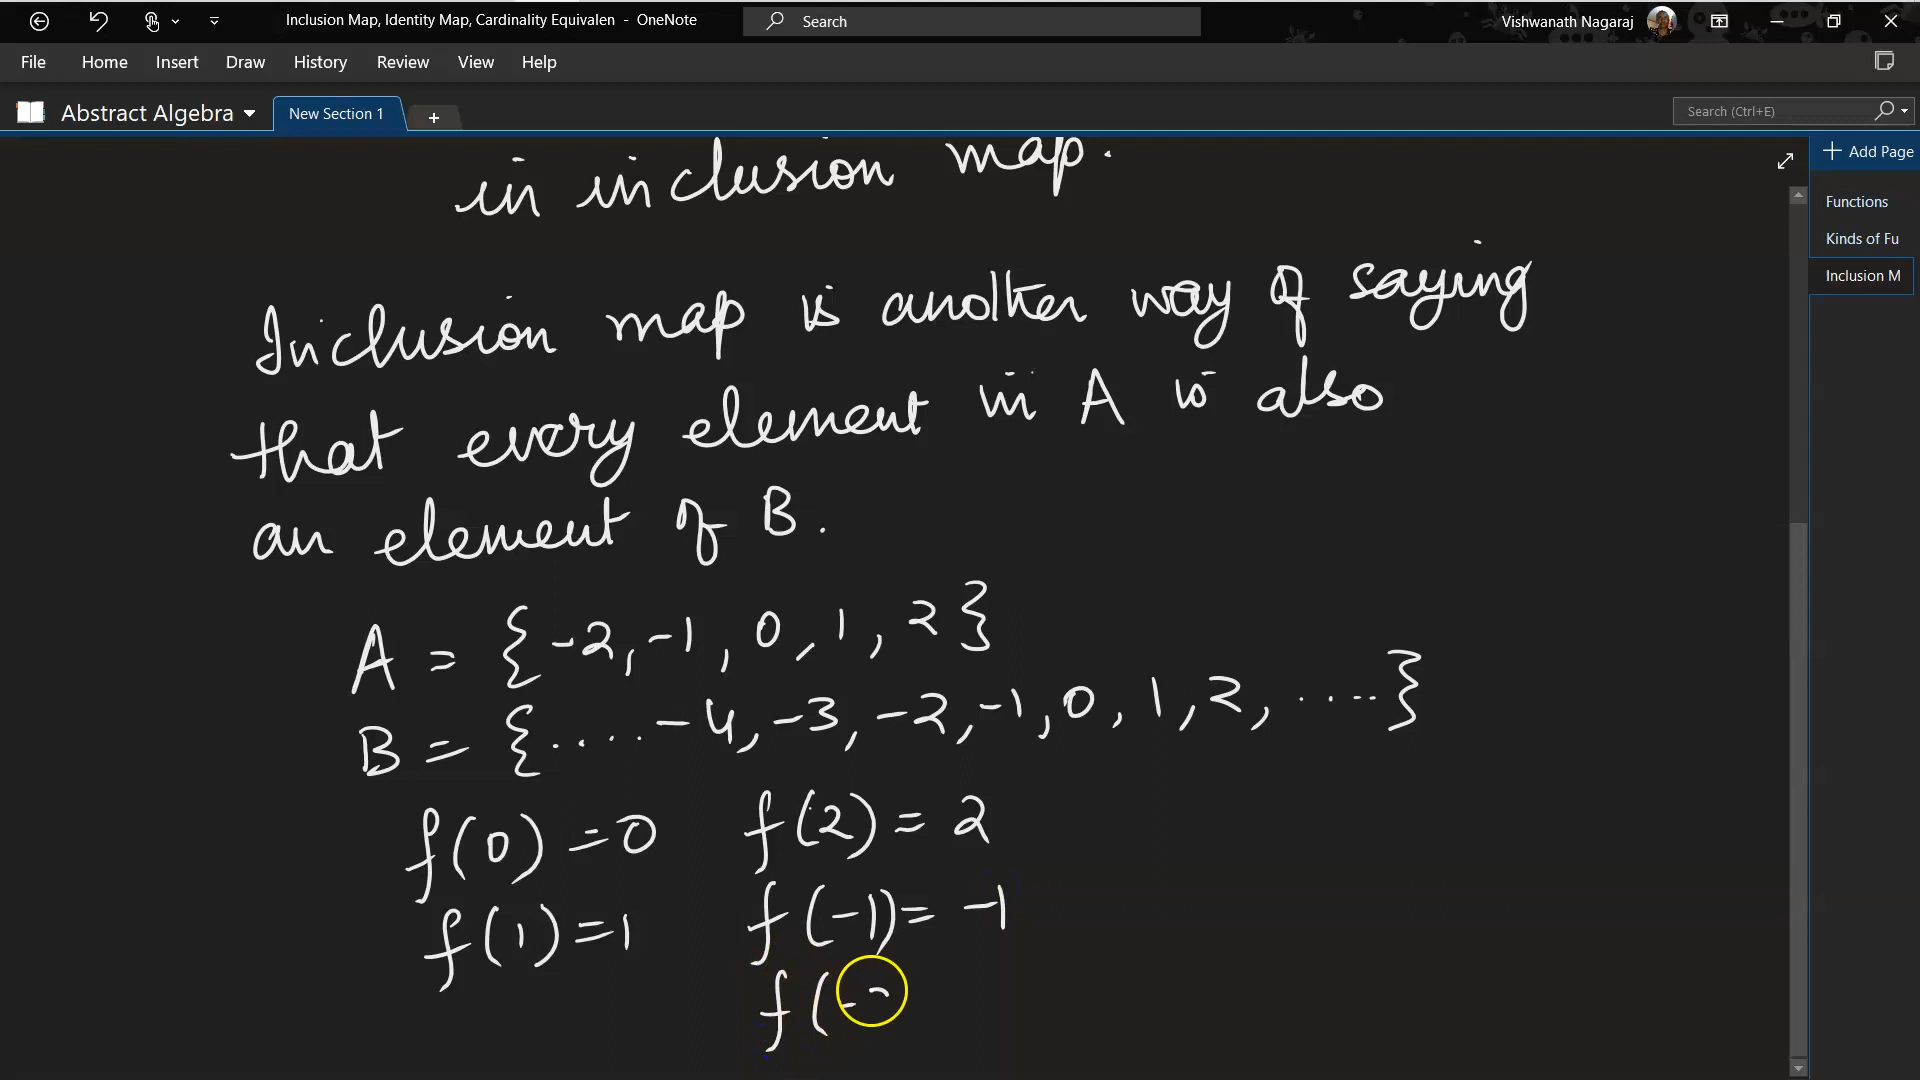 Inclusion Map, Identity Map, Cardinality Equivalen - OneNote
Search
Vishwanath Nagaraj
File Home Insert Draw History Review View Help
Abstract Algebra
New Section 1
+
Search (Ctrl+E)
+ Add Page
Functions
Kinds of Fu
Inclusion M
in inclusion map.
Inclusion map is another way of saying
that every element in A is also
an element of B.
A = {-2, -1, 0, 1, 2}
B = {....-4, -3, -2, -1, 0, 1, 2, ....}
f(0) = 0 f(2) = 2
f(1) = 1 f(-1) = -1
f(-